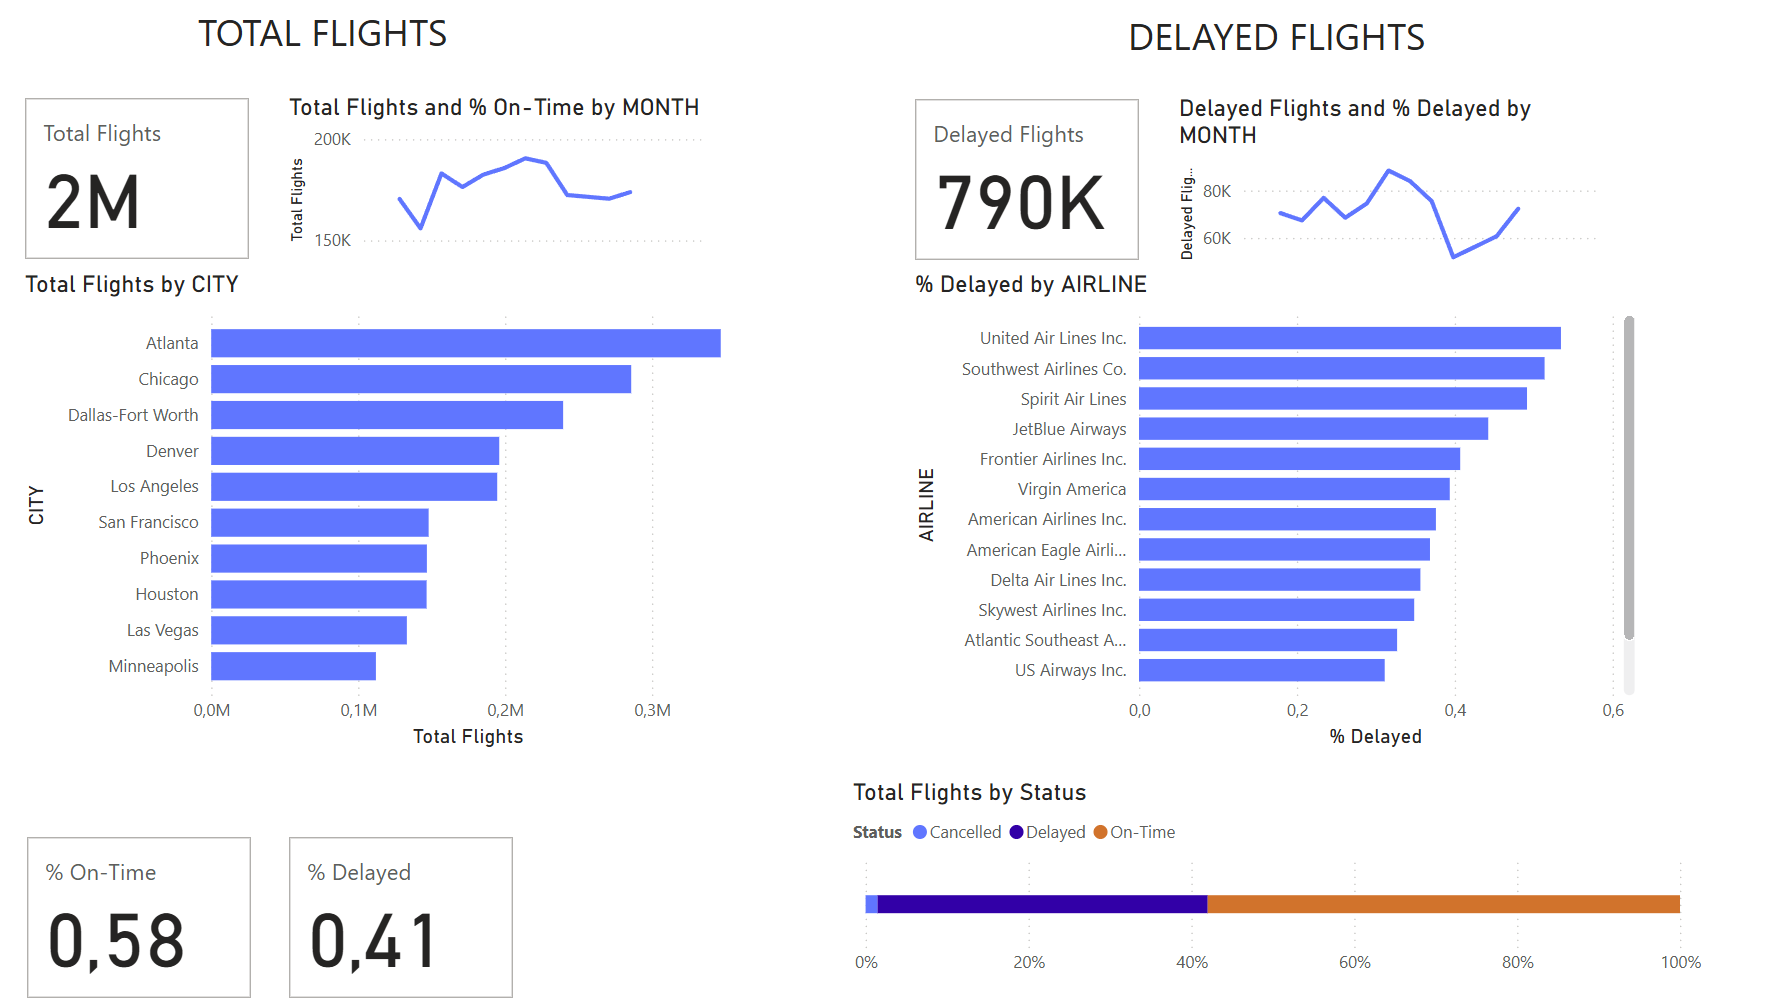 TOTAL FLIGHTS
DELAYED FLIGHTS
Total Flights
2M
Total Flights and % On-Time by MONTH
Total Flights
200K
150K
Delayed Flights
790K
Delayed Flights and % Delayed by
MONTH
Delayed Flig...
80K
60K
Total Flights by CITY
CITY
Atlanta
Chicago
Dallas-Fort Worth
Denver
Los Angeles
San Francisco
Phoenix
Houston
Las Vegas
Minneapolis
0,0M 0,1M 0,2M 0,3M
Total Flights
% Delayed by AIRLINE
AIRLINE
United Air Lines Inc.
Southwest Airlines Co.
Spirit Air Lines
JetBlue Airways
Frontier Airlines Inc.
Virgin America
American Airlines Inc.
American Eagle Airli...
Delta Air Lines Inc.
Skywest Airlines Inc.
Atlantic Southeast A...
US Airways Inc.
0,0 0,2 0,4 0,6
% Delayed
% On-Time
0,58
% Delayed
0,41
Total Flights by Status
Status Cancelled Delayed On-Time
0% 20% 40% 60% 80% 100%